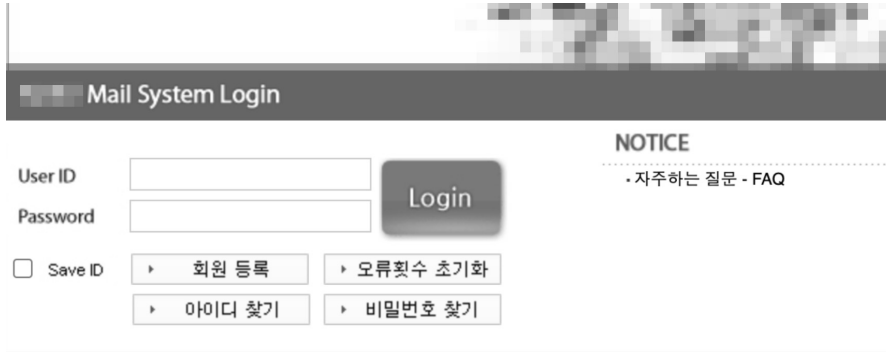 Mail System Login
NOTICE
User ID
Login
· 자주하는 질문 - FAQ
Password
Save ID
회원 등록
오류횟수 초기화
아이디 찾기
비밀번호 찾기